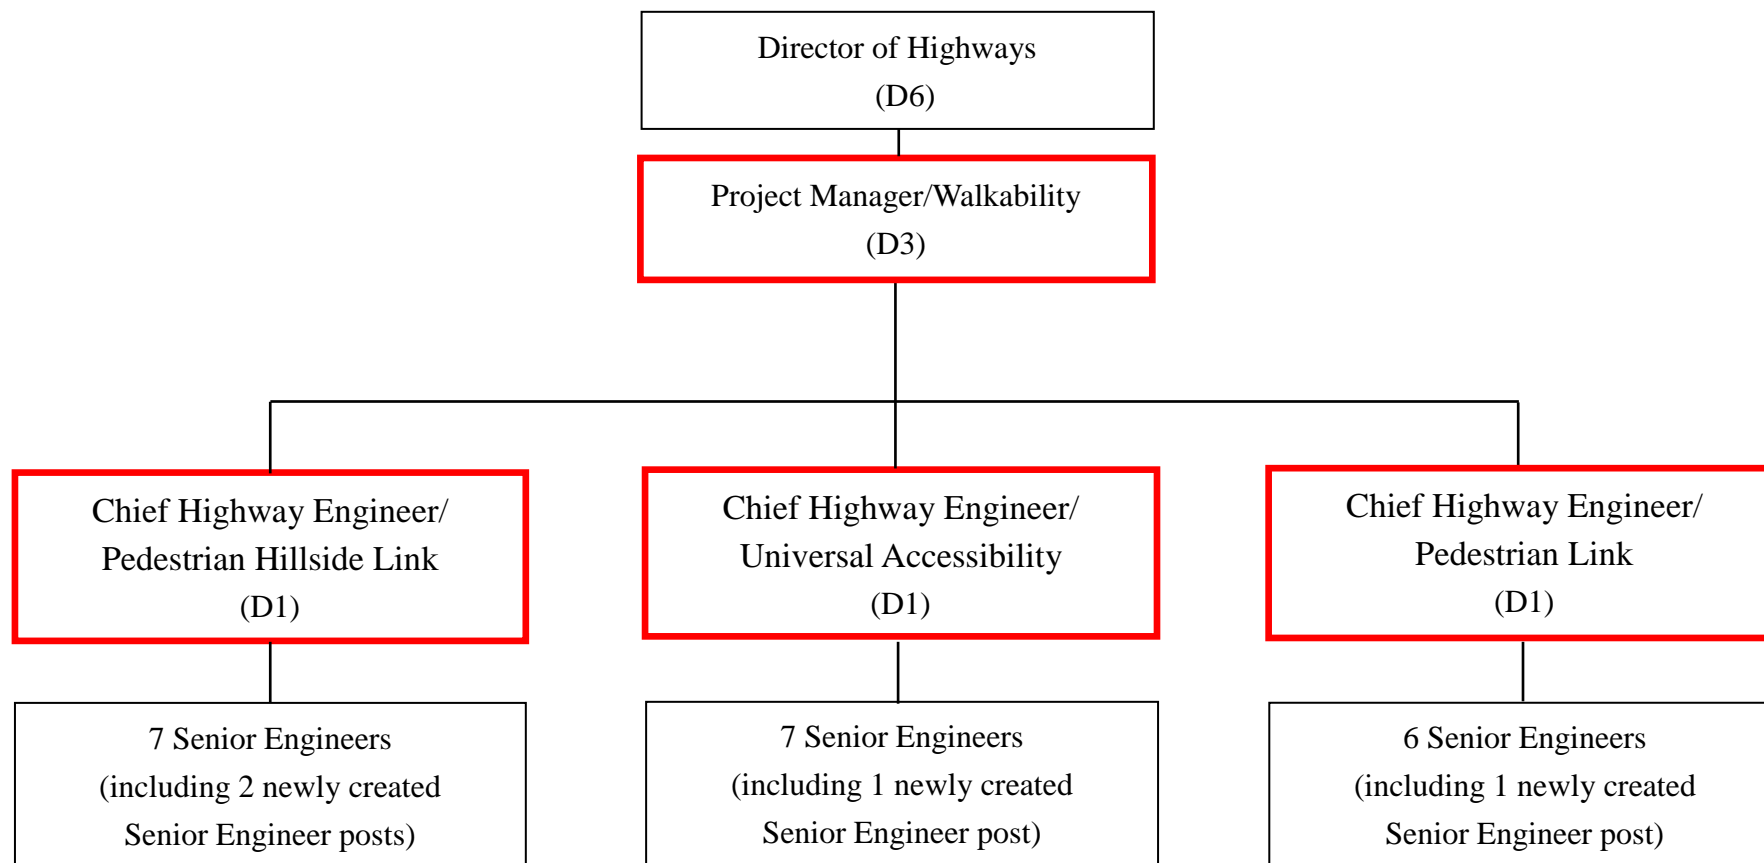 Director of Highways
(D6)
Project Manager/Walkability
(D3)
Chief Highway Engineer/
Pedestrian Hillside Link
(D1)
Chief Highway Engineer/
Universal Accessibility
(D1)
Chief Highway Engineer/
Pedestrian Link
(D1)
7 Senior Engineers
(including 2 newly created
Senior Engineer posts)
7 Senior Engineers
(including 1 newly created
Senior Engineer post)
6 Senior Engineers
(including 1 newly created
Senior Engineer post)